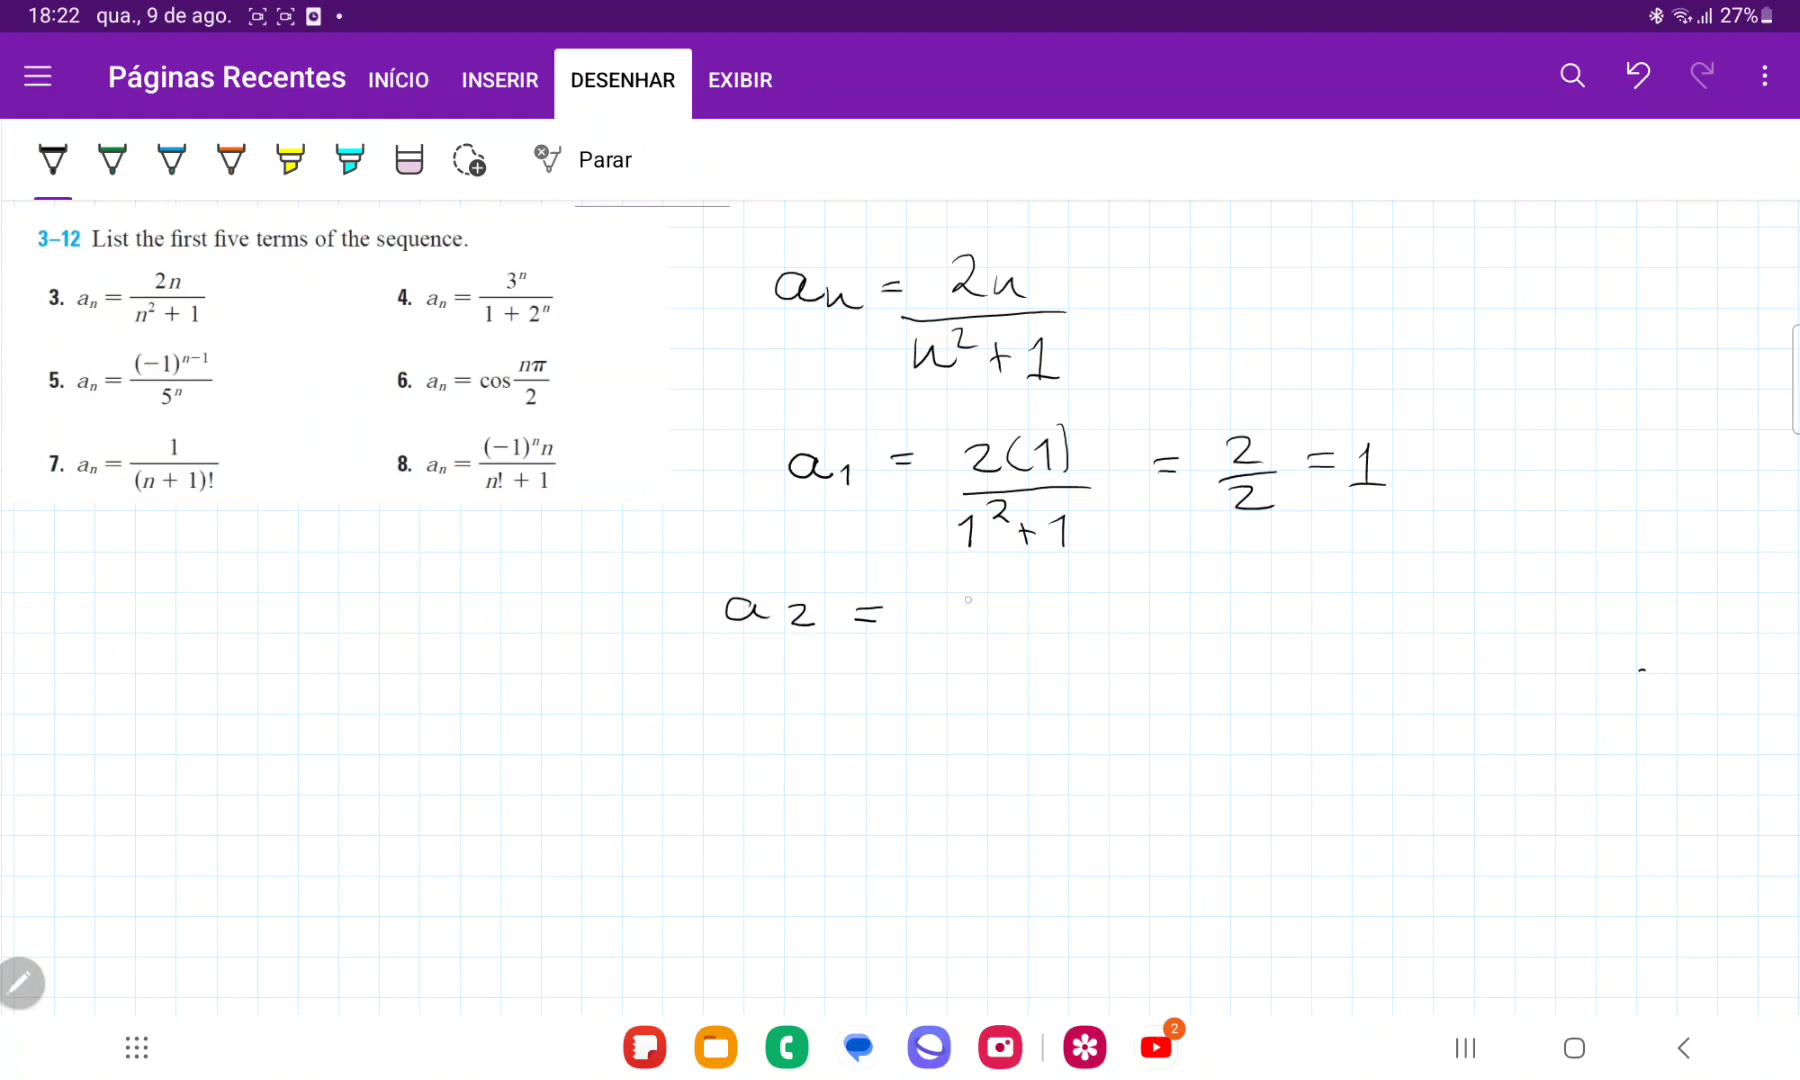 18:22 qua., 9 de ago. 27%
Páginas Recentes INÍCIO INSERIR DESENHAR EXIBIR
Parar
3–12 List the first five terms of the sequence.
3. aₙ = 2n / (n² + 1) 4. aₙ = 3ⁿ / (1 + 2ⁿ)
5. aₙ = (−1)ⁿ⁻¹ / 5ⁿ 6. aₙ = cos nπ / 2
7. aₙ = 1 / (n + 1)! 8. aₙ = (−1)ⁿn / (n! + 1)
aₙ = 2n / (n² + 1)
a₁ = 2(1) / (1² + 1) = 2/2 = 1
a₂ =
2